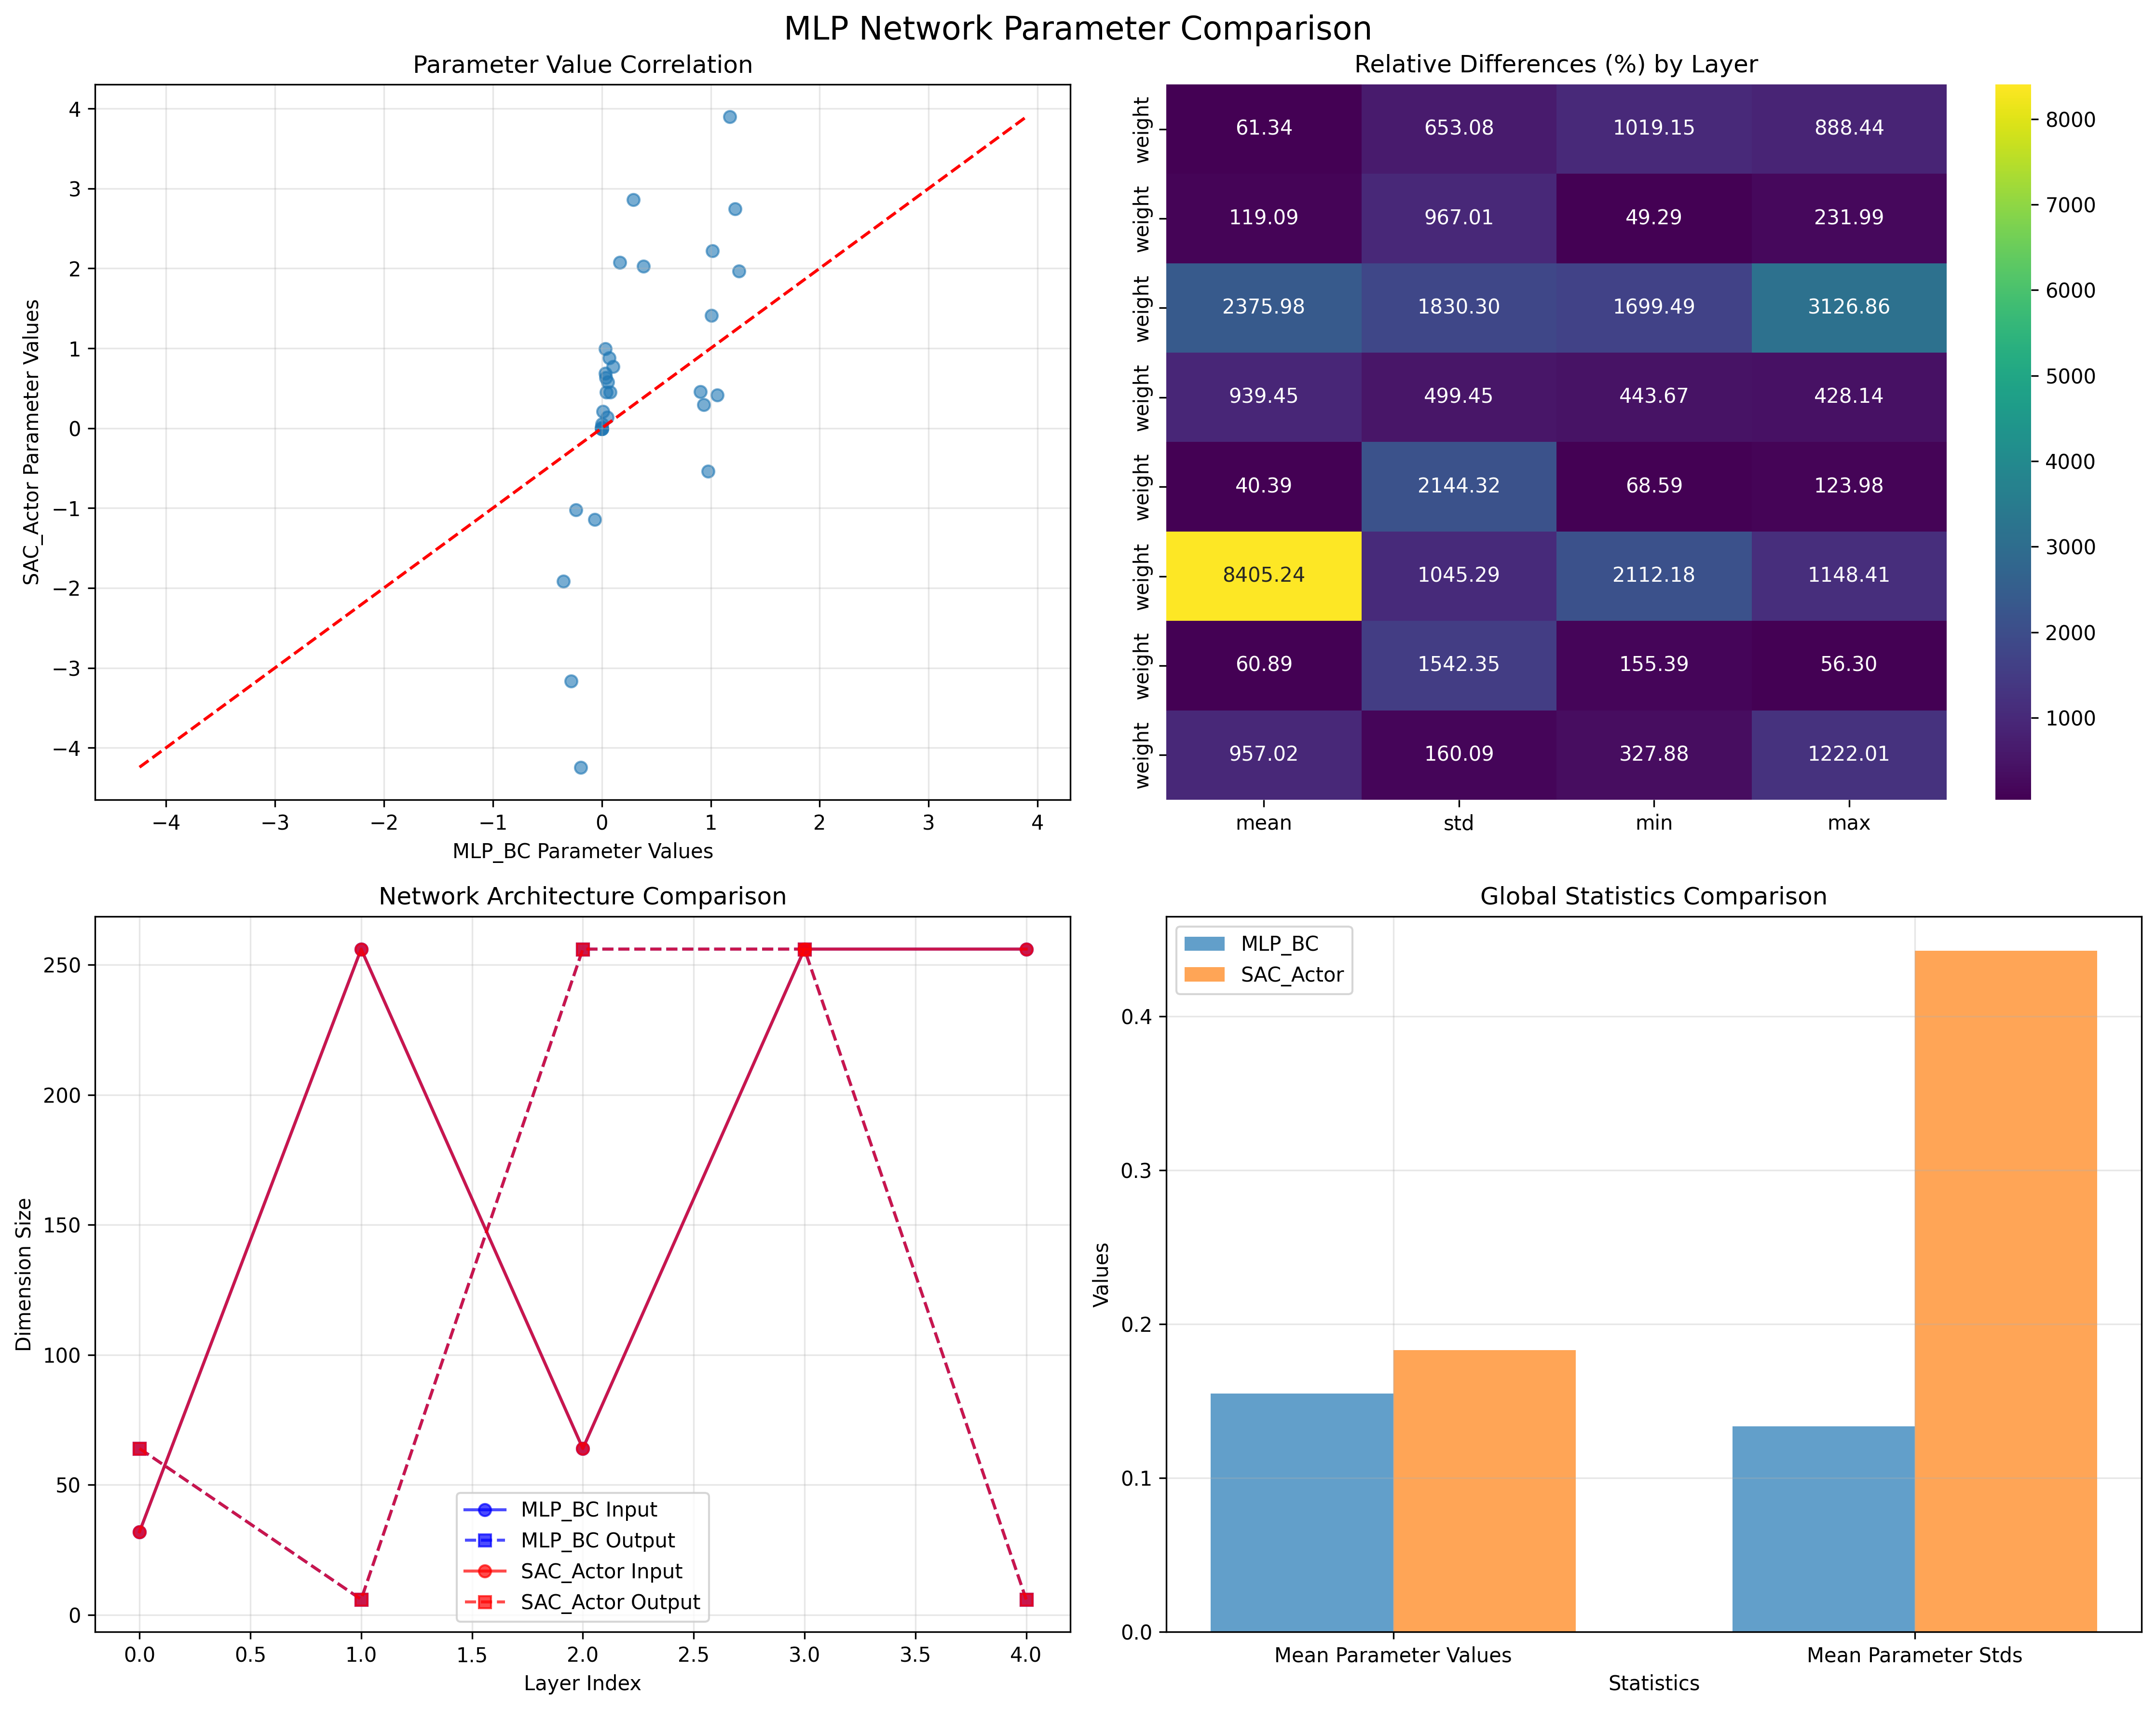 MLP Network Parameter Comparison
Parameter Value Correlation
4
3
2
1
0
−1
−2
−3
−4
SAC_Actor Parameter Values
−4 −3 −2 −1 0 1 2 3 4
MLP_BC Parameter Values
Relative Differences (%) by Layer
weight 61.34 653.08 1019.15 888.44
weight 119.09 967.01 49.29 231.99
weight 2375.98 1830.30 1699.49 3126.86
weight 939.45 499.45 443.67 428.14
weight 40.39 2144.32 68.59 123.98
weight 8405.24 1045.29 2112.18 1148.41
weight 60.89 1542.35 155.39 56.30
weight 957.02 160.09 327.88 1222.01
mean std min max
8000
7000
6000
5000
4000
3000
2000
1000
Network Architecture Comparison
250
200
150
100
50
0
Dimension Size
MLP_BC Input
MLP_BC Output
SAC_Actor Input
SAC_Actor Output
0.0 0.5 1.0 1.5 2.0 2.5 3.0 3.5 4.0
Layer Index
Global Statistics Comparison
MLP_BC
SAC_Actor
0.4
0.3
0.2
0.1
0.0
Values
Mean Parameter Values Mean Parameter Stds
Statistics